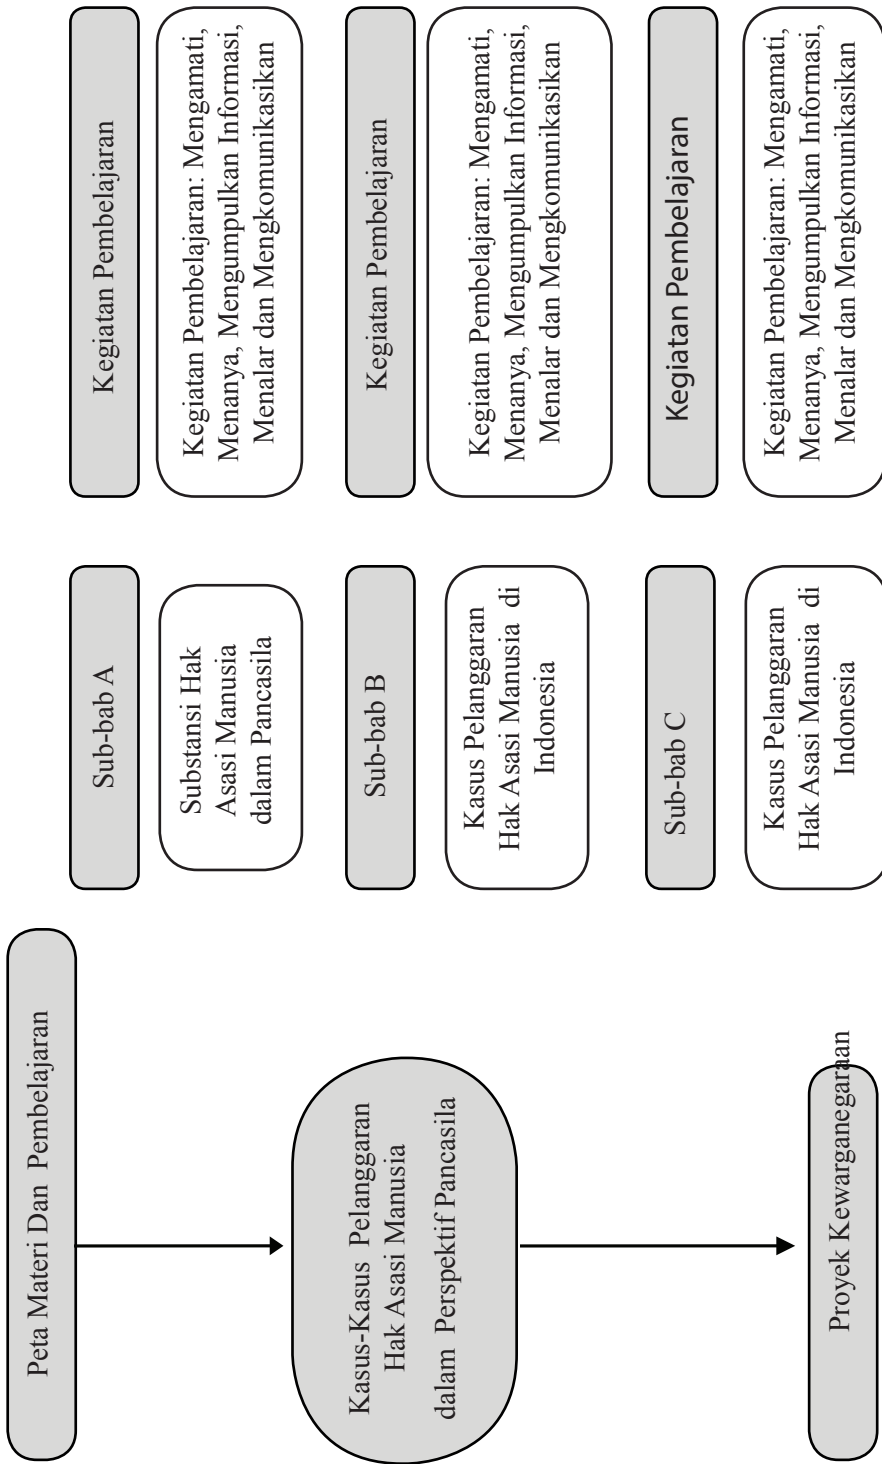 Peta Materi Dan Pembelajaran
Kasus-Kasus Pelanggaran
Hak Asasi Manusia
dalam Perspektif Pancasila
Proyek Kewarganegaraan
Sub-bab A
Substansi Hak
Asasi Manusia
dalam Pancasila
Sub-bab B
Kasus Pelanggaran
Hak Asasi Manusia di
Indonesia
Sub-bab C
Kasus Pelanggaran
Hak Asasi Manusia di
Indonesia
Kegiatan Pembelajaran
Kegiatan Pembelajaran: Mengamati,
Menanya, Mengumpulkan Informasi,
Menalar dan Mengkomunikasikan
Kegiatan Pembelajaran
Kegiatan Pembelajaran: Mengamati,
Menanya, Mengumpulkan Informasi,
Menalar dan Mengkomunikasikan
Kegiatan Pembelajaran
Kegiatan Pembelajaran: Mengamati,
Menanya, Mengumpulkan Informasi,
Menalar dan Mengkomunikasikan